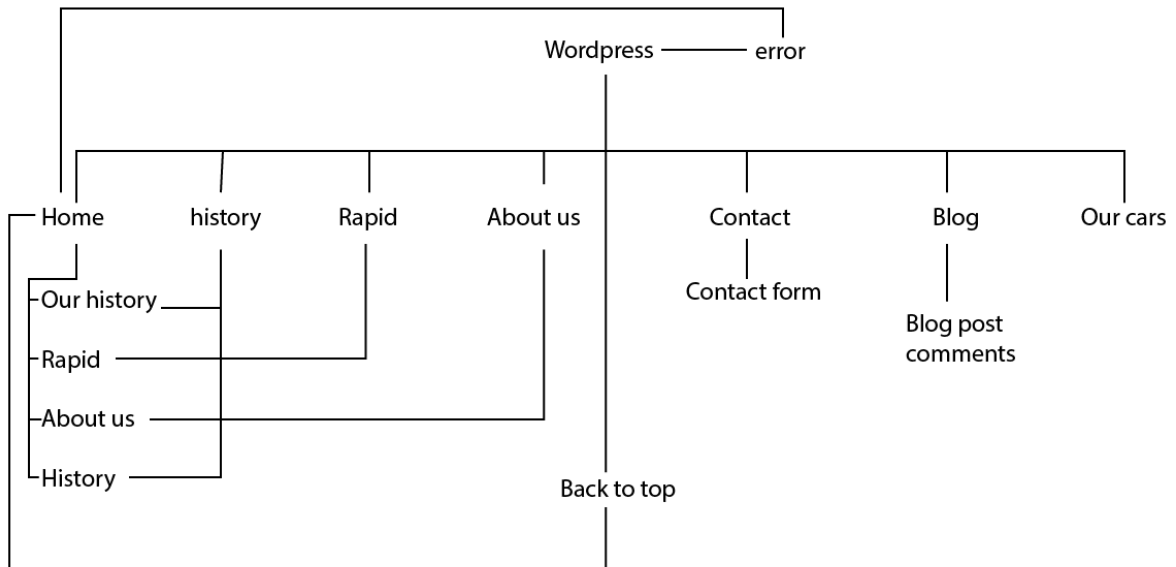 Wordpress
error
Home
history
Rapid
About us
Contact
Blog
Our cars
Our history
Rapid
About us
History
Contact form
Blog post
comments
Back to top